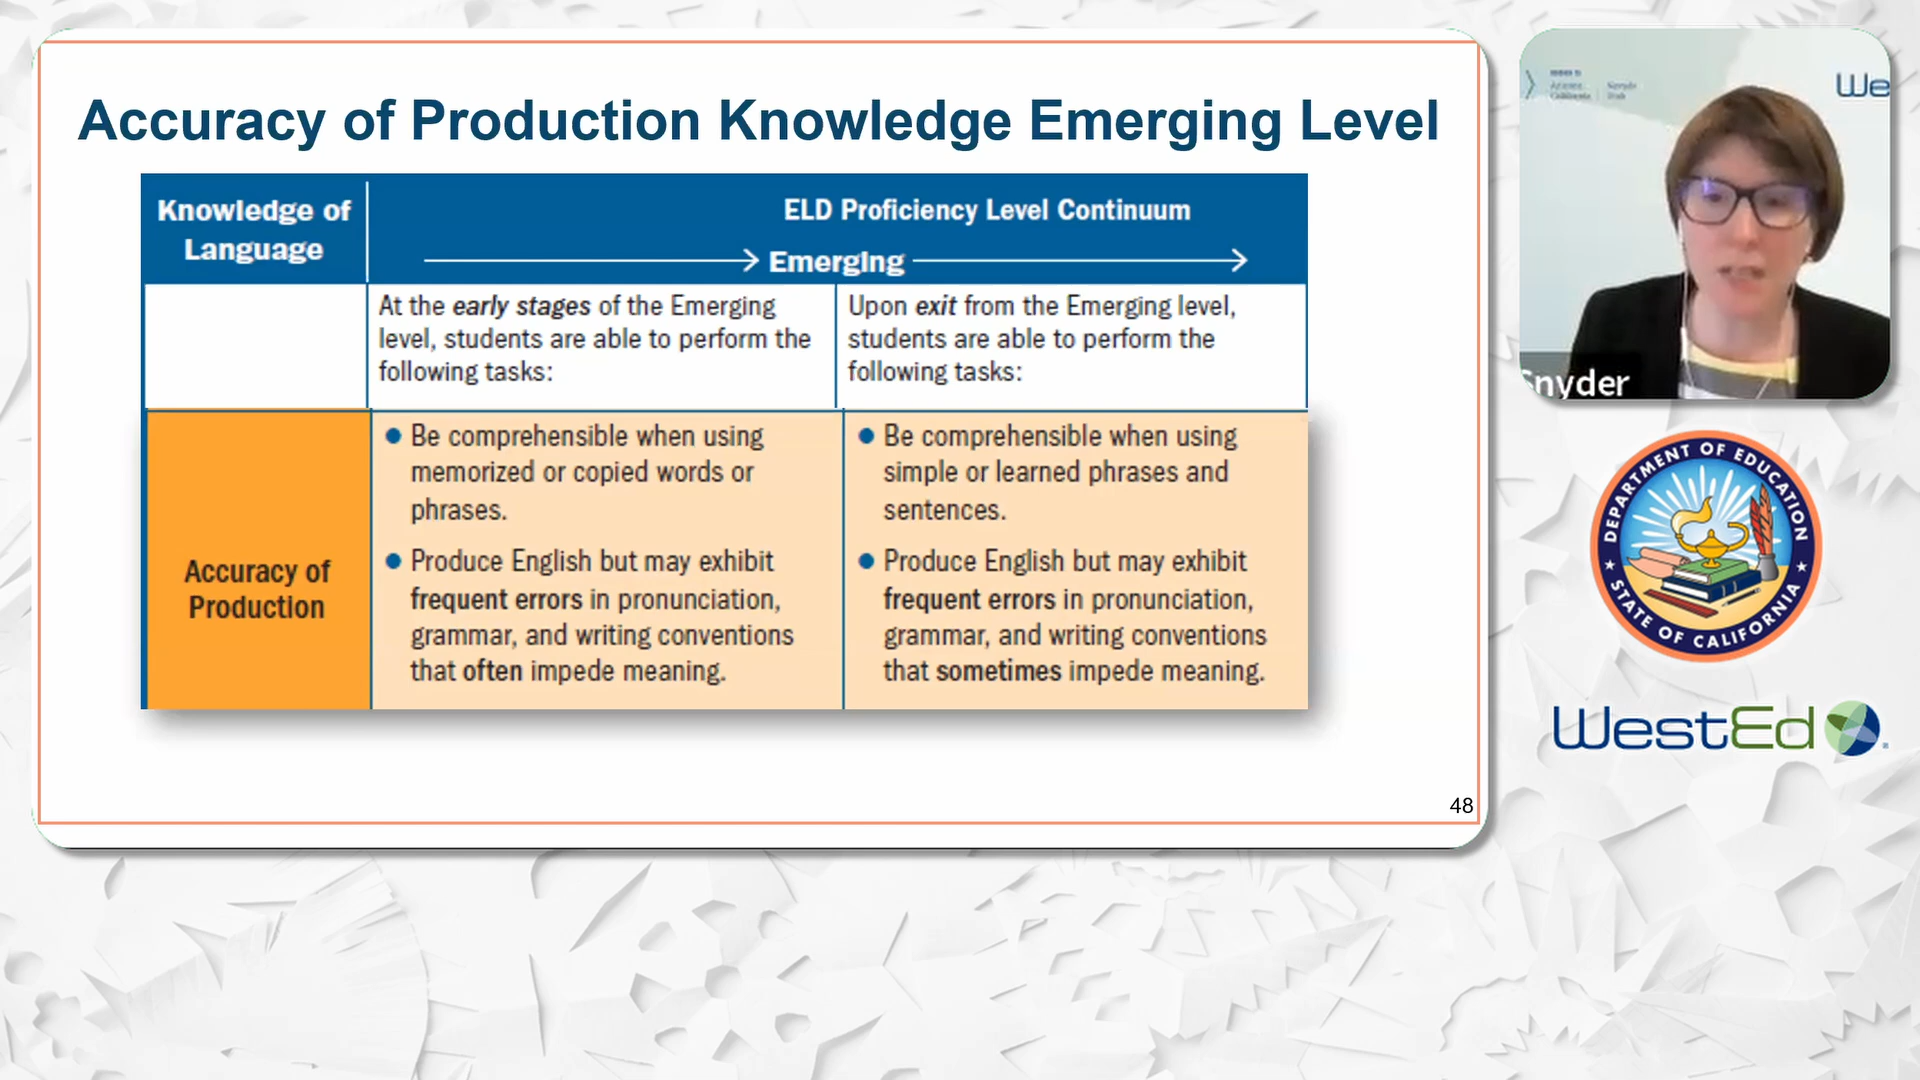 Accuracy of Production Knowledge Emerging Level
Knowledge of
Language
ELD Proficiency Level Continuum
Emerging
At the early stages of the Emerging
level, students are able to perform the
following tasks:
Upon exit from the Emerging level,
students are able to perform the
following tasks:
Accuracy of
Production
● Be comprehensible when using
memorized or copied words or
phrases.
● Produce English but may exhibit
frequent errors in pronunciation,
grammar, and writing conventions
that often impede meaning.
● Be comprehensible when using
simple or learned phrases and
sentences.
● Produce English but may exhibit
frequent errors in pronunciation,
grammar, and writing conventions
that sometimes impede meaning.
48
We
Snyder
DEPARTMENT OF EDUCATION
STATE OF CALIFORNIA
WestEd